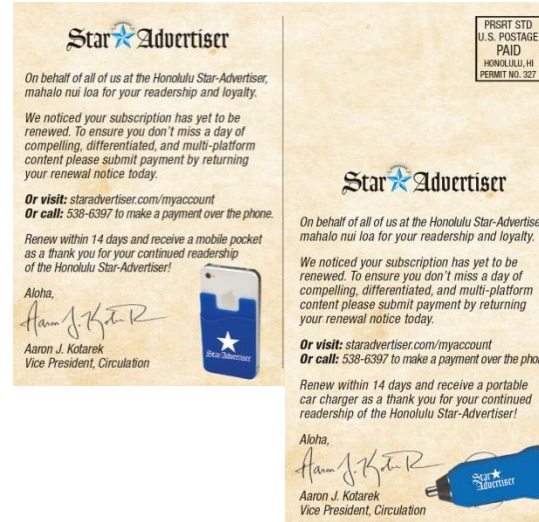 Star Advertiser
On behalf of all of us at the Honolulu Star-Advertiser,
mahalo nui loa for your readership and loyalty.
We noticed your subscription has yet to be
renewed. To ensure you don't miss a day of
compelling, differentiated, and multi-platform
content please submit payment by returning
your renewal notice today.
Or visit: staradvertiser.com/myaccount
Or call: 538-6397 to make a payment over the phone.
Renew within 14 days and receive a mobile pocket
as a thank you for your continued readership
of the Honolulu Star-Advertiser!
Aloha,
Aaron J. Kotarek
Vice President, Circulation
Star Advertiser
PRSRT STD
U.S. POSTAGE
PAID
HONOLULU, HI
PERMIT NO. 327
Star Advertiser
On behalf of all of us at the Honolulu Star-Advertise
mahalo nui loa for your readership and loyalty.
We noticed your subscription has yet to be
renewed. To ensure you don't miss a day of
compelling, differentiated, and multi-platform
content please submit payment by returning
your renewal notice today.
Or visit: staradvertiser.com/myaccount
Or call: 538-6397 to make a payment over the pho
Renew within 14 days and receive a portable
car charger as a thank you for your continued
readership of the Honolulu Star-Advertiser!
Aloha,
Aaron J. Kotarek
Vice President, Circulation
Star Advertiser